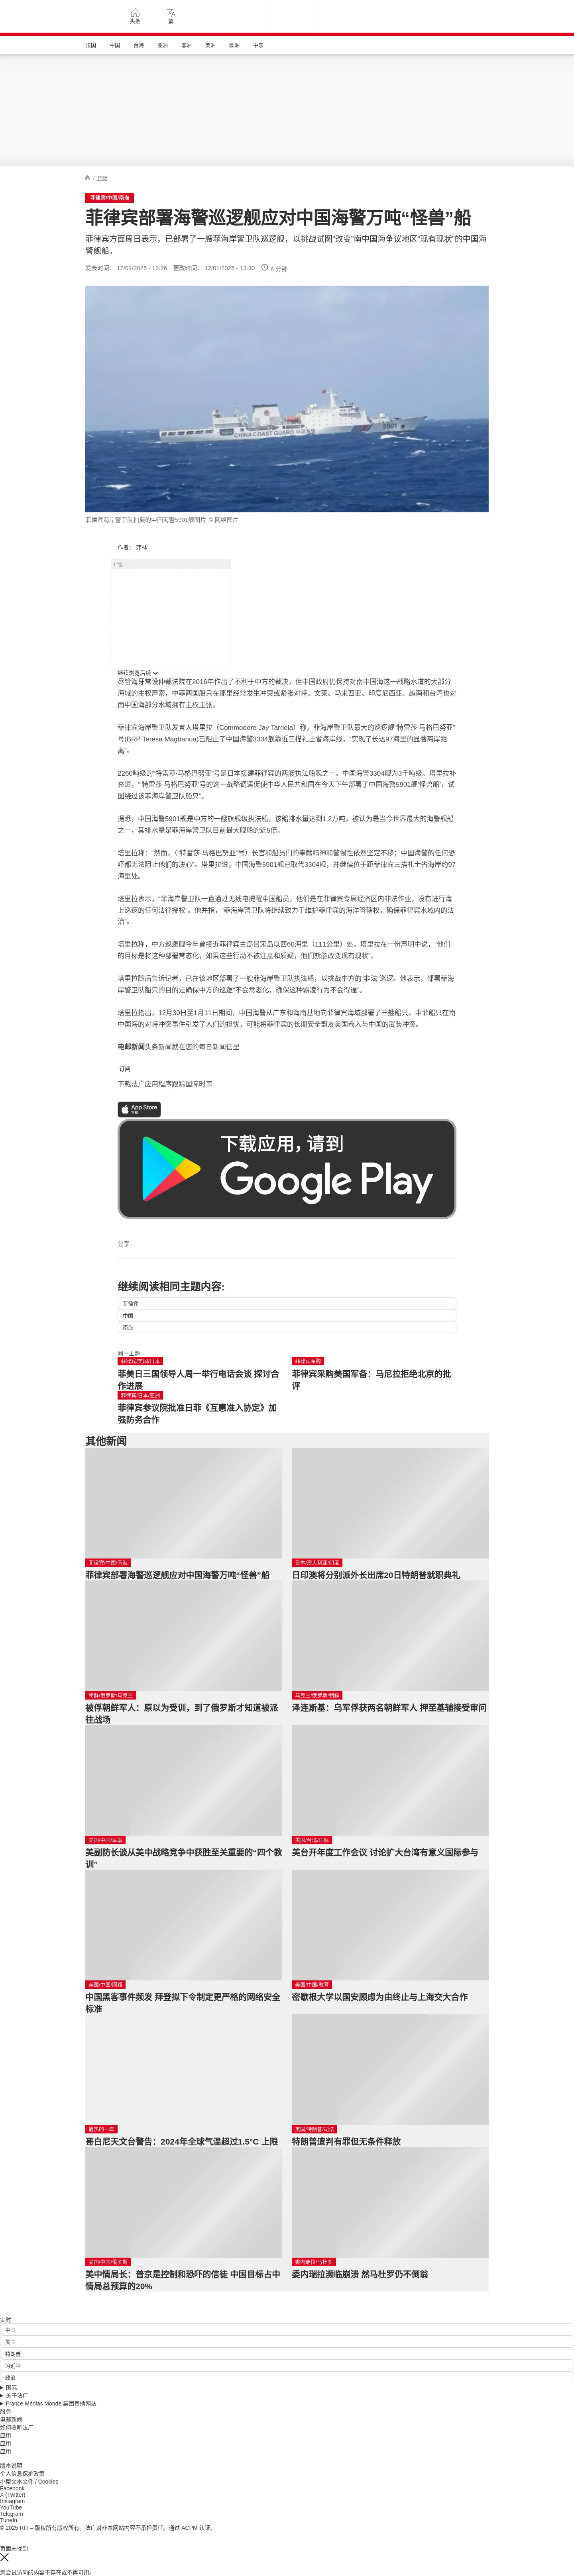 头条
繁
法国 中国 台海 亚洲 非洲 美洲 欧洲 中东
/ 国际
菲律宾/中国/南海
菲律宾部署海警巡逻舰应对中国海警万吨“怪兽”船
菲律宾方面周日表示，已部署了一艘菲海岸警卫队巡逻舰，以挑战试图“改变”南中国海争议地区“现有现状”的中国海
警舰船。
发表时间： 12/01/2025 - 13:26 更改时间： 12/01/2025 - 13:30 6 分钟
CHINA COAST GUARD 中国海警
5901
菲律宾海岸警卫队拍摄的中国海警5901舰图片 © 网络图片
作者： 弗林
广告
继续浏览后续
尽管海牙常设仲裁法院在2016年作出了不利于中方的裁决，但中国政府仍保持对南中国海这一战略水道的大部分
海域的主权声索，中菲两国船只在那里经常发生冲突或紧张对峙。文莱、马来西亚、印度尼西亚、越南和台湾也对
南中国海部分水域拥有主权主张。
菲律宾海岸警卫队发言人塔里拉（Commodore Jay Tarriela）称，菲海岸警卫队最大的巡逻舰“特雷莎·马格巴努亚”
号(BRP Teresa Magbanua)已阻止了中国海警3304舰靠近三描礼士省海岸线，“实现了长达97海里的显著离岸距
离”。
2260吨级的“特雷莎·马格巴努亚”号是日本援建菲律宾的两艘执法船舰之一。中国海警3304舰为3千吨级。塔里拉补
充道，“‘特雷莎·马格巴努亚’号的这一战略调遣促使中华人民共和国在今天下午部署了中国海警5901舰‘怪兽船’，试
图绕过该菲海岸警卫队船只”。
据悉，中国海警5901舰是中方的一艘旗舰级执法船，该船排水量达到1.2万吨，被认为是当今世界最大的海警舰船
之一，其排水量是菲海岸警卫队目前最大舰船的近5倍。
塔里拉称：“然而，（“特雷莎·马格巴努亚”号）长官和船员们的奉献精神和警惕性依然坚定不移；中国海警的任何恐
吓都无法阻止他们的决心”。塔里拉说，中国海警5901舰已取代3304舰，并继续位于距菲律宾三描礼士省海岸约97
海里处。
塔里拉表示，“菲海岸警卫队一直通过无线电提醒中国船员，他们是在菲律宾专属经济区内非法作业，没有进行海
上巡逻的任何法律授权”。他并指，“菲海岸警卫队将继续致力于维护菲律宾的海洋管辖权，确保菲律宾水域内的法
治”。
塔里拉称，中方巡逻舰今年曾接近菲律宾主岛吕宋岛以西60海里（111公里）处。塔里拉在一份声明中说，“他们
的目标是将这种部署常态化，如果这些行动不被注意和质疑，他们就能改变现有现状”。
塔里拉随后告诉记者，已在该地区部署了一艘菲海岸警卫队执法船，以挑战中方的“非法”巡逻。他表示，部署菲海
岸警卫队船只的目的是确保中方的巡逻“不会常态化，确保这种霸凌行为不会得逞”。
塔里拉指出，12月30日至1月11日期间，中国海警从广东和海南基地向菲律宾海域部署了三艘船只。中菲船只在南
中国海的对峙冲突事件引发了人们的担忧，可能将菲律宾的长期安全盟友美国卷入与中国的武装冲突。
电邮新闻头条新闻就在您的每日新闻信里
订阅
下载法广应用程序跟踪国际时事
App Store
下载
下载应用，请到
Google Play
分享 :
继续阅读相同主题内容:
菲律宾
中国
南海
同一主题
菲律宾/美国/日本
菲美日三国领导人周一举行电话会谈 探讨合
作进展
菲律宾军购
菲律宾采购美国军备：马尼拉拒绝北京的批
评
菲律宾/日本/亚洲
菲律宾参议院批准日菲《互惠准入协定》加
强防务合作
其他新闻
菲律宾/中国/南海
菲律宾部署海警巡逻舰应对中国海警万吨“怪兽”船
日本/澳大利亚/印度
日印澳将分别派外长出席20日特朗普就职典礼
朝鲜/俄罗斯/乌克兰
被俘朝鲜军人：原以为受训，到了俄罗斯才知道被派
往战场
乌克兰/俄罗斯/朝鲜
泽连斯基：乌军俘获两名朝鲜军人 押至基辅接受审问
美国/中国/军事
美副防长谈从美中战略竞争中获胜至关重要的“四个教
训”
美国/台湾/国际
美台开年度工作会议 讨论扩大台湾有意义国际参与
美国/中国/网络
中国黑客事件频发 拜登拟下令制定更严格的网络安全
标准
美国/中国/教育
密歇根大学以国安顾虑为由终止与上海交大合作
最热的一年
哥白尼天文台警告：2024年全球气温超过1.5°C 上限
美国/特朗普/司法
特朗普遭判有罪但无条件释放
美国/中国/俄罗斯
美中情局长：普京是控制和恐吓的信徒 中国目标占中
情局总预算的20%
委内瑞拉/马杜罗
委内瑞拉濒临崩溃 然马杜罗仍不倒翁
实时
中国
美国
特朗普
习近平
政治
国际
关于法广
France Médias Monde 集团其他网站
服务
电邮新闻
如何收听法广
应用
应用
应用
版本说明
个人信息保护政策
小型文本文件 / Cookies
Facebook
X (Twitter)
Instagram
YouTube
Telegram
TuneIn
© 2025 RFI – 版权所有版权所有。法广对非本网站内容不承担责任。通过 ACPM 认证。
页面未找到
您尝试访问的内容不存在或不再可用。